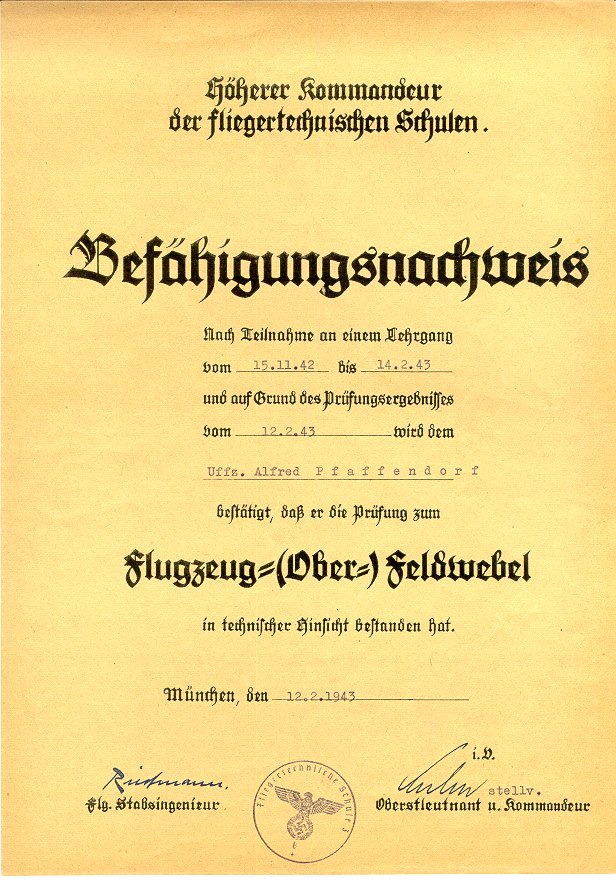 Höherer Kommandeur
der fliegertechnischen Schulen.
Befähigungsnachweis
Nach Teilnahme an einem Lehrgang
vom 15.11.42 bis 14.2.43
und auf Grund des Prüfungsergebnisses
vom 12.2.43 wird dem
Uffz. Alfred Pfaffendorf
bestätigt, daß er die Prüfung zum
Flugzeug=(Ober=) Feldwebel
in technischer Hinsicht bestanden hat.
München, den 12.2.1943
i.V.
Flg. Stabsingenieur
Fliegertechnische Schule 3
stellv.
Oberstleutnant u. Kommandeur